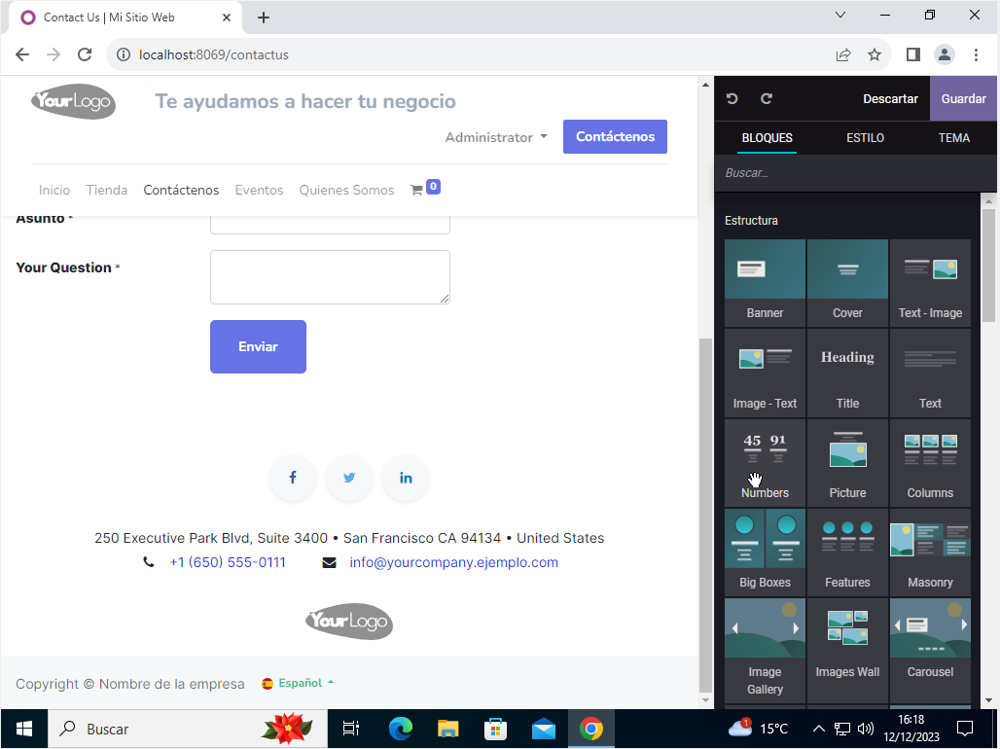 Contact Us | Mi Sitio Web
localhost:8069/contactus
YourLogo
Te ayudamos a hacer tu negocio
Administrator
Contáctenos
Inicio
Tienda
Contáctenos
Eventos
Quienes Somos
0
Asunto *
Your Question *
Enviar
250 Executive Park Blvd, Suite 3400 • San Francisco CA 94134 • United States
+1 (650) 555-0111
info@yourcompany.ejemplo.com
YourLogo
Copyright © Nombre de la empresa
Español
Descartar
Guardar
BLOQUES
ESTILO
TEMA
Buscar...
Estructura
Banner
Cover
Text - Image
Heading
Image - Text
Title
Text
45 91
Numbers
Picture
Columns
Big Boxes
Features
Masonry
Image
Gallery
Images Wall
Carousel
Buscar
1
15°C
16:18
12/12/2023